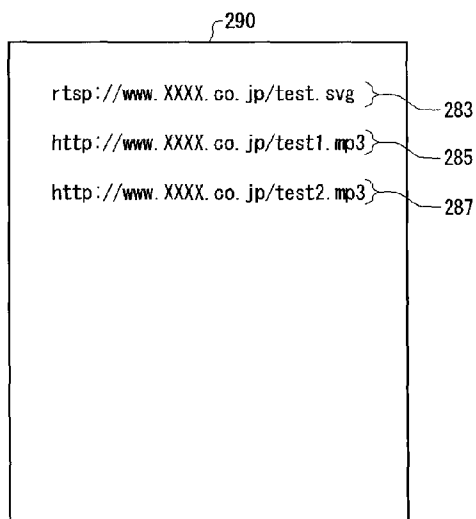 290
rtsp://www.XXXX.co.jp/test.svg
283
http://www.XXXX.co.jp/test1.mp3
285
http://www.XXXX.co.jp/test2.mp3
287